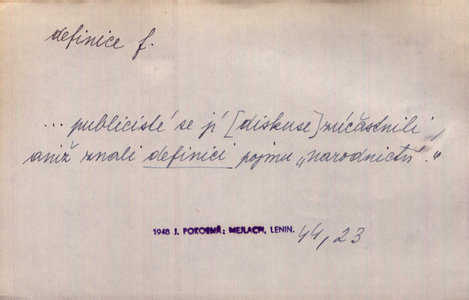 definice f.
... publicisté se jí [diskuse] zúčastnili,
aniž znali definici pojmu „narodnictví".
1948 J. POKORNÁ; MEJLACH, LENIN. 44, 23